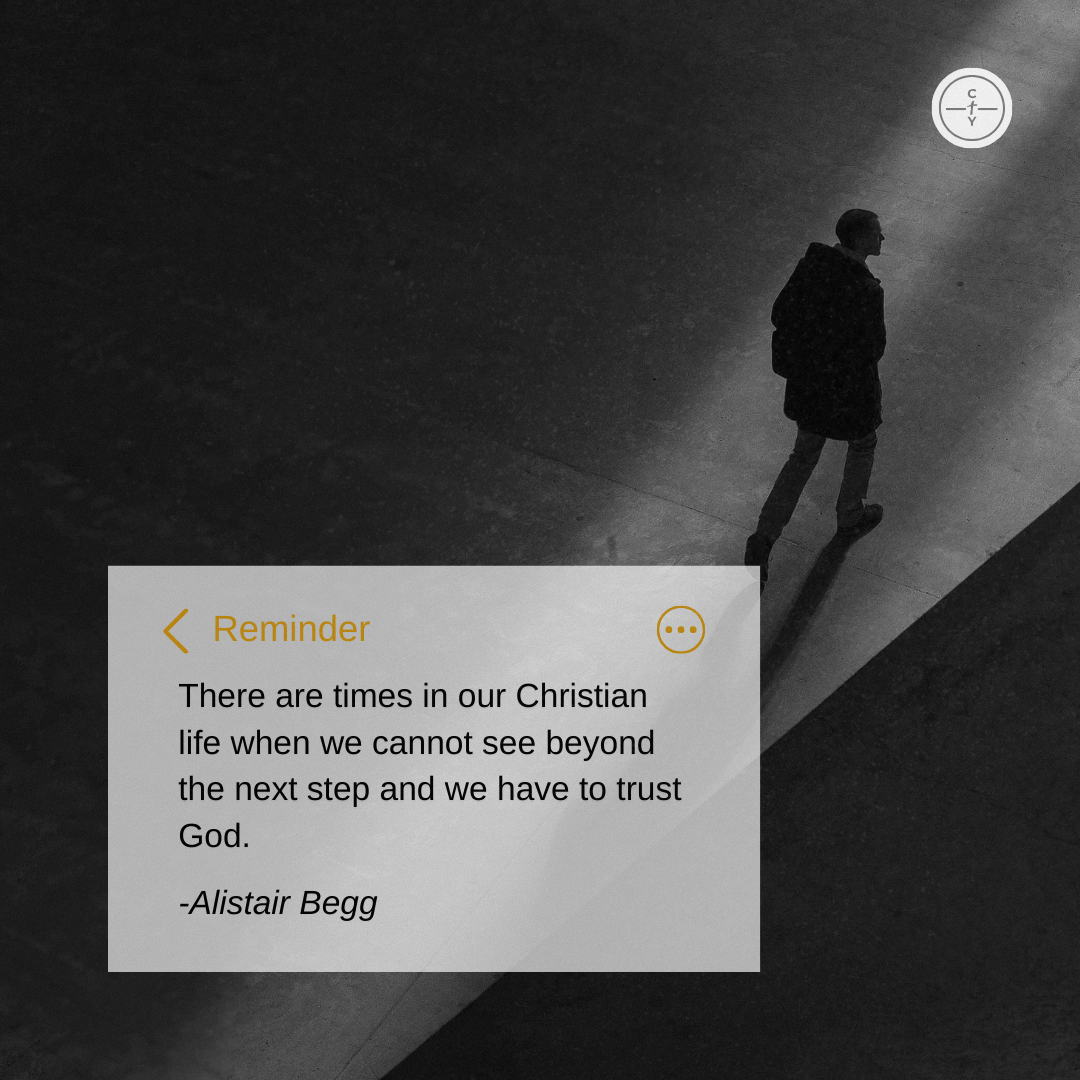 C
t
Y
Reminder
There are times in our Christian
life when we cannot see beyond
the next step and we have to trust
God.
-Alistair Begg